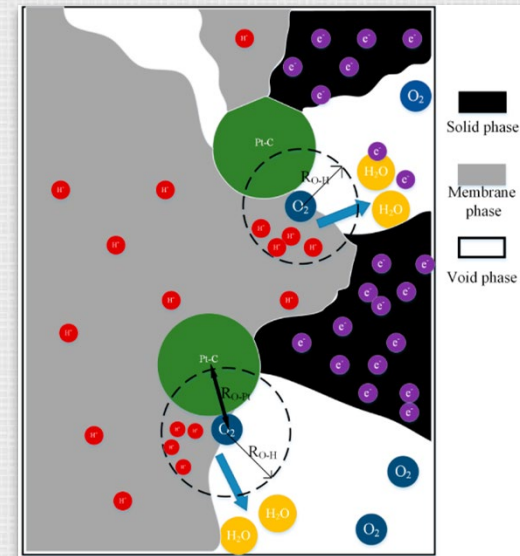 H⁺
e⁻
e⁻
e⁻
e⁻
e⁻
e⁻
O₂
Solid phase
Pt-C
e⁻
H₂O
R_O-H
e⁻
H⁺
H⁺
Membrane
phase
O₂
H₂O
H⁺
H⁺
H⁺
H⁺
H⁺
Void phase
e⁻
e⁻
e⁻
e⁻
H⁺
H⁺
e⁻
e⁻
H⁺
e⁻
e⁻
Pt-C
e⁻
e⁻
R_O-Pt
e⁻
e⁻
e⁻
H⁺
H⁺
O₂
H⁺
H⁺
R_O-H
H⁺
O₂
H⁺
H₂O
O₂
H₂O